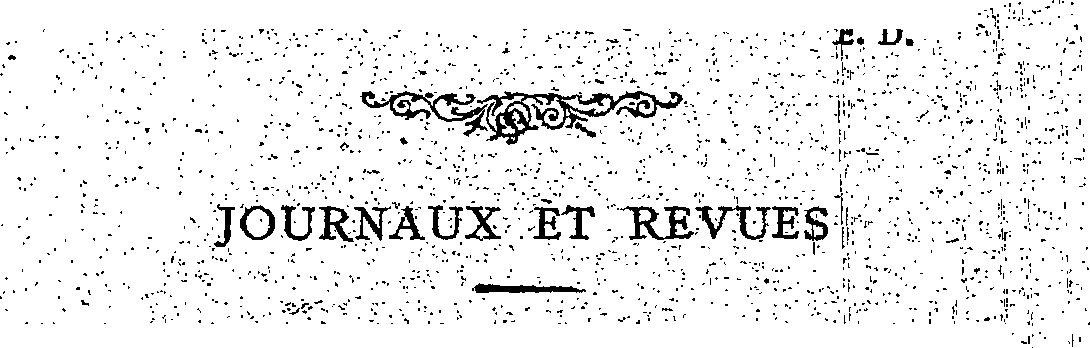 E. D.
JOURNAUX ET REVUES